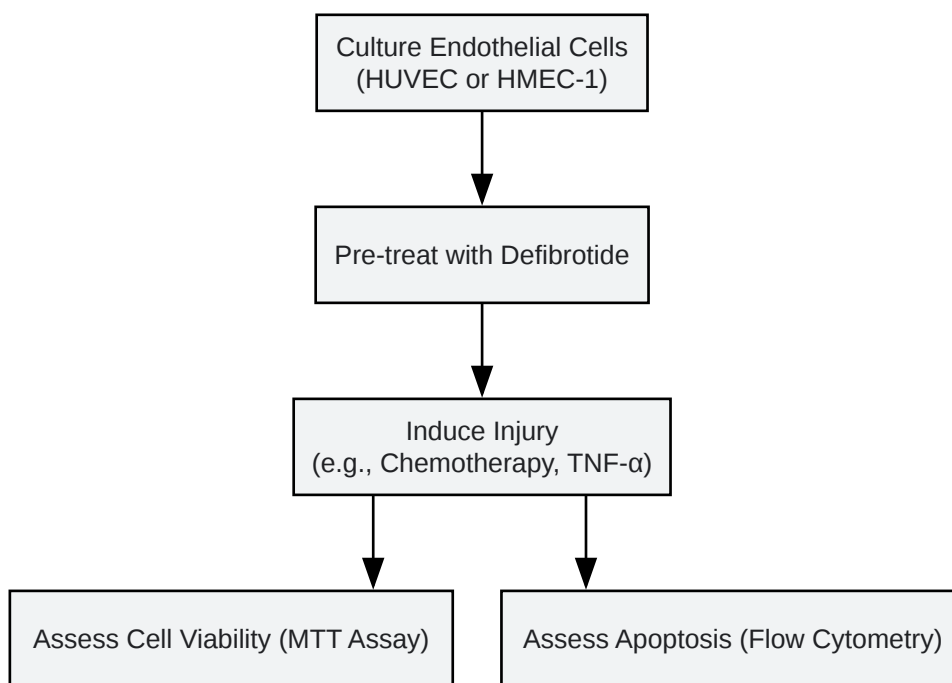 Culture Endothelial Cells
(HUVEC or HMEC-1)
Pre-treat with Defibrotide
Induce Injury
(e.g., Chemotherapy, TNF-α)
Assess Cell Viability (MTT Assay)
Assess Apoptosis (Flow Cytometry)